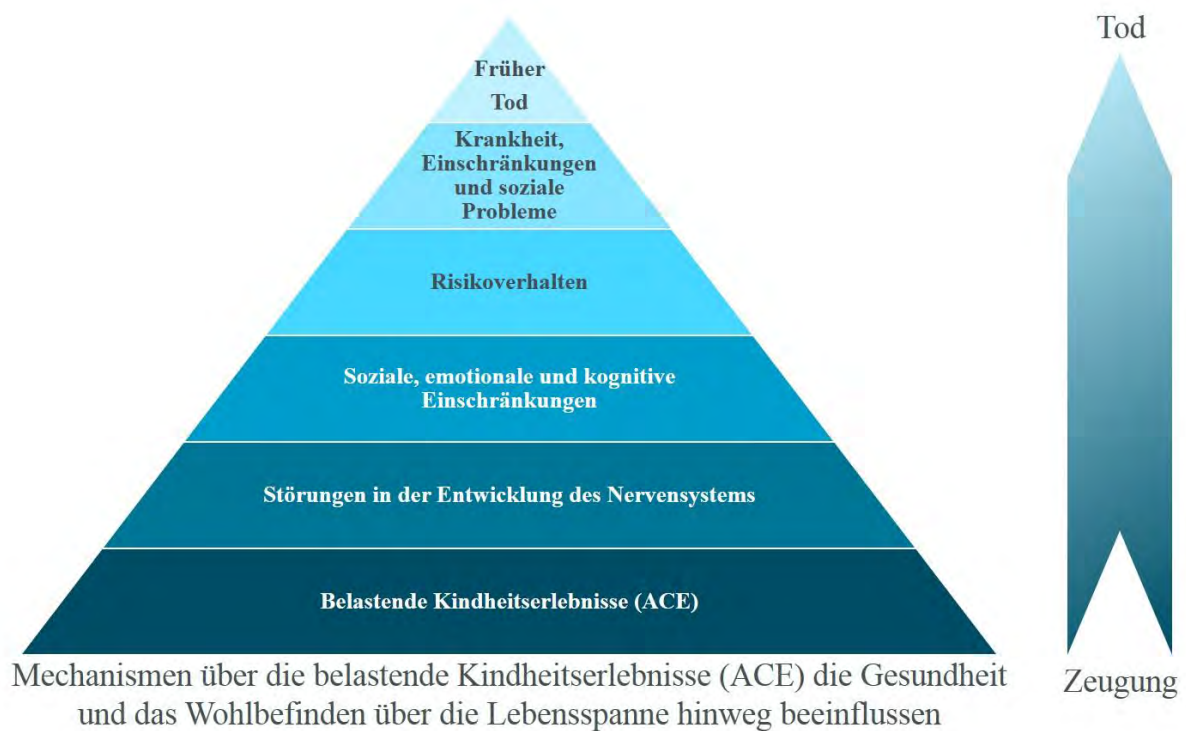 Tod
Früher
Tod
Krankheit,
Einschränkungen
und soziale
Probleme
Risikoverhalten
Soziale, emotionale und kognitive
Einschränkungen
Störungen in der Entwicklung des Nervensystems
Belastende Kindheitserlebnisse (ACE)
Zeugung
Mechanismen über die belastende Kindheitserlebnisse (ACE) die Gesundheit
und das Wohlbefinden über die Lebensspanne hinweg beeinflussen